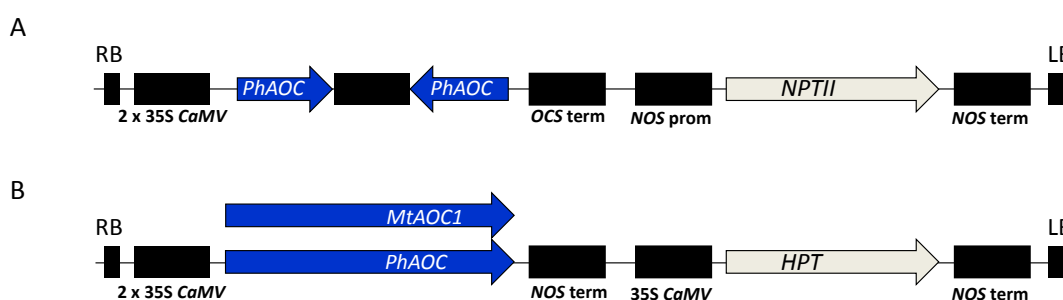 A
RB LB
PhAOC PhAOC NPTII
2 x 35S CaMV OCS term NOS prom NOS term
B
MtAOC1
RB LB
PhAOC HPT
2 x 35S CaMV NOS term 35S CaMV NOS term